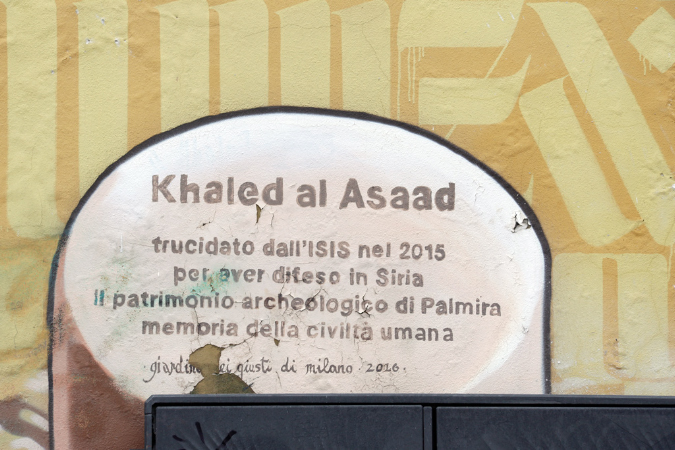 Khaled al Asaad
trucidato dall'ISIS nel 2015
per aver difeso in Siria
il patrimonio archeologico di Palmira
memoria della civiltà umana
giardino dei giusti di milano 2016.